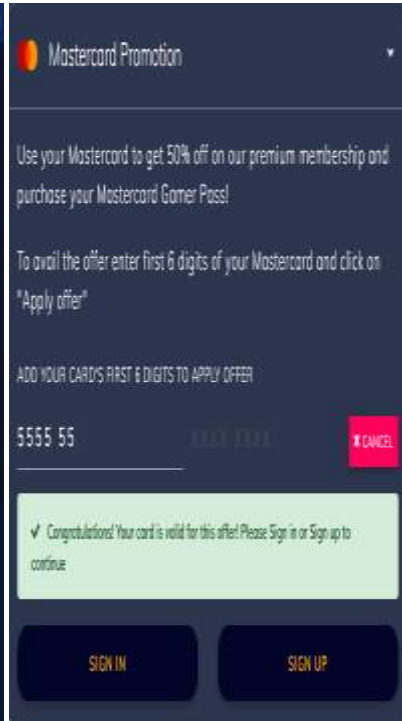 Mastercard Promotion
Use your Mastercard to get 50% off on our premium membership and
purchase your Mastercard Gamer Pass!
To avail the offer enter first 6 digits of your Mastercard and click on
"Apply offer"
ADD YOUR CARD'S FIRST 6 DIGITS TO APPLY OFFER
5555 55 XXXX XXXX ✖ CANCEL
✔ Congratulations! Your card is valid for this offer! Please Sign in or Sign up to
continue
SIGN IN SIGN UP